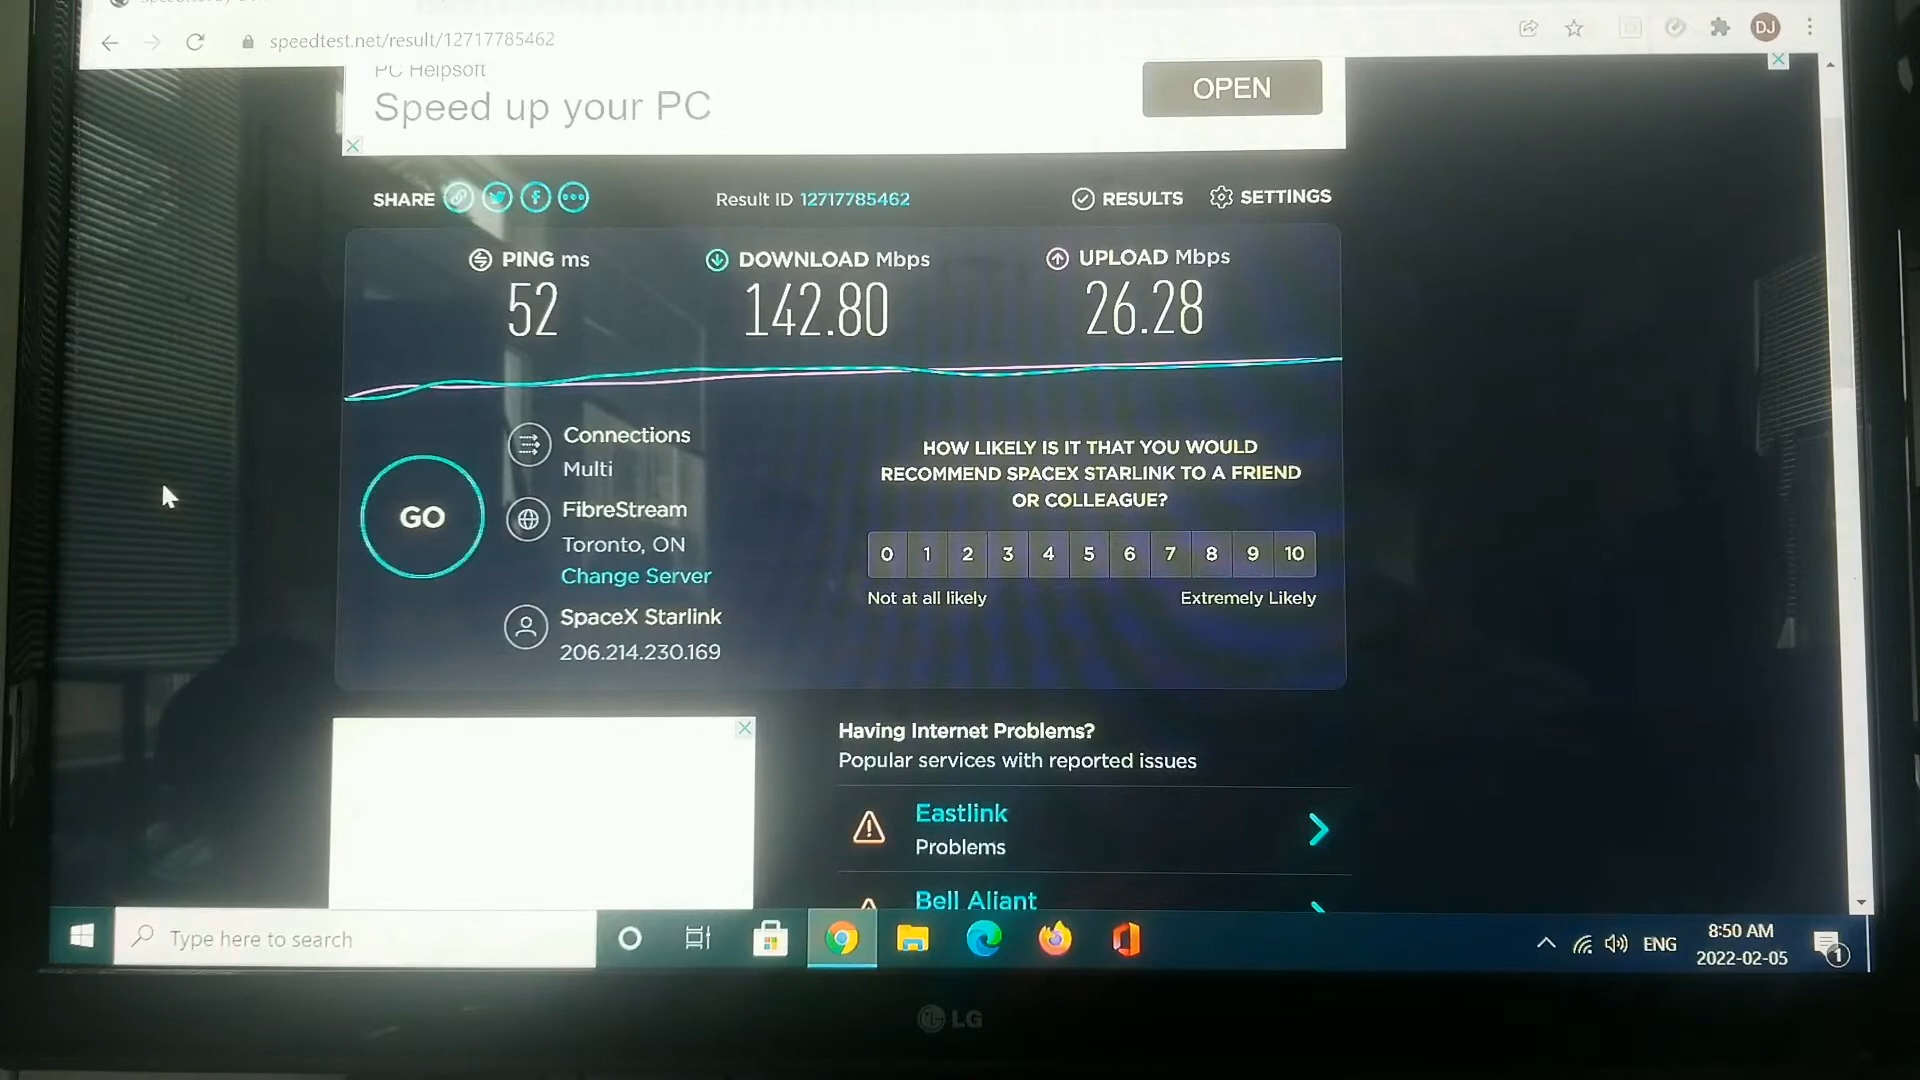 speedtest.net/result/12717785462
DJ
PC Helpsoft
Speed up your PC
OPEN
SHARE
Result ID 12717785462
RESULTS
SETTINGS
PING ms
DOWNLOAD Mbps
UPLOAD Mbps
52
142.80
26.28
Connections
Multi
GO
FibreStream
Toronto, ON
Change Server
SpaceX Starlink
206.214.230.169
HOW LIKELY IS IT THAT YOU WOULD
RECOMMEND SPACEX STARLINK TO A FRIEND
OR COLLEAGUE?
0 1 2 3 4 5 6 7 8 9 10
Not at all likely
Extremely Likely
Having Internet Problems?
Popular services with reported issues
Eastlink
Problems
Bell Aliant
Type here to search
ENG
8:50 AM
2022-02-05
1
LG